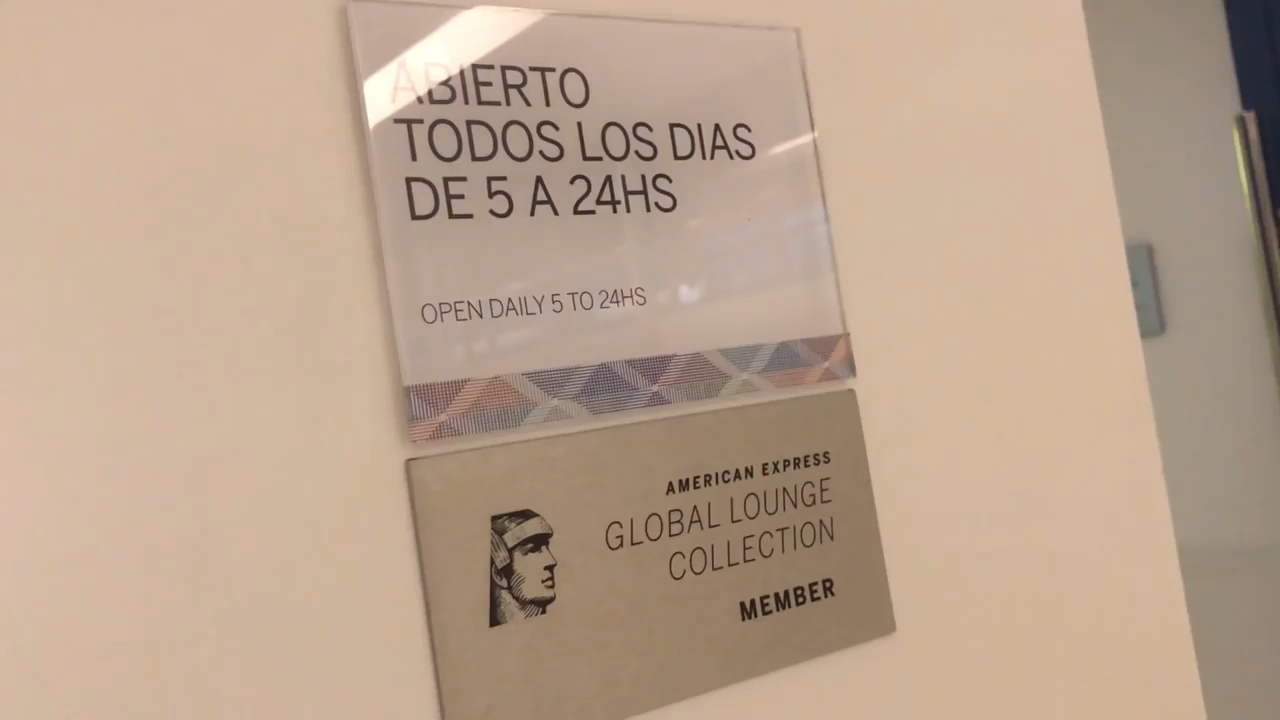 ABIERTO
TODOS LOS DIAS
DE 5 A 24HS
OPEN DAILY 5 TO 24HS
AMERICAN EXPRESS
GLOBAL LOUNGE
COLLECTION
MEMBER